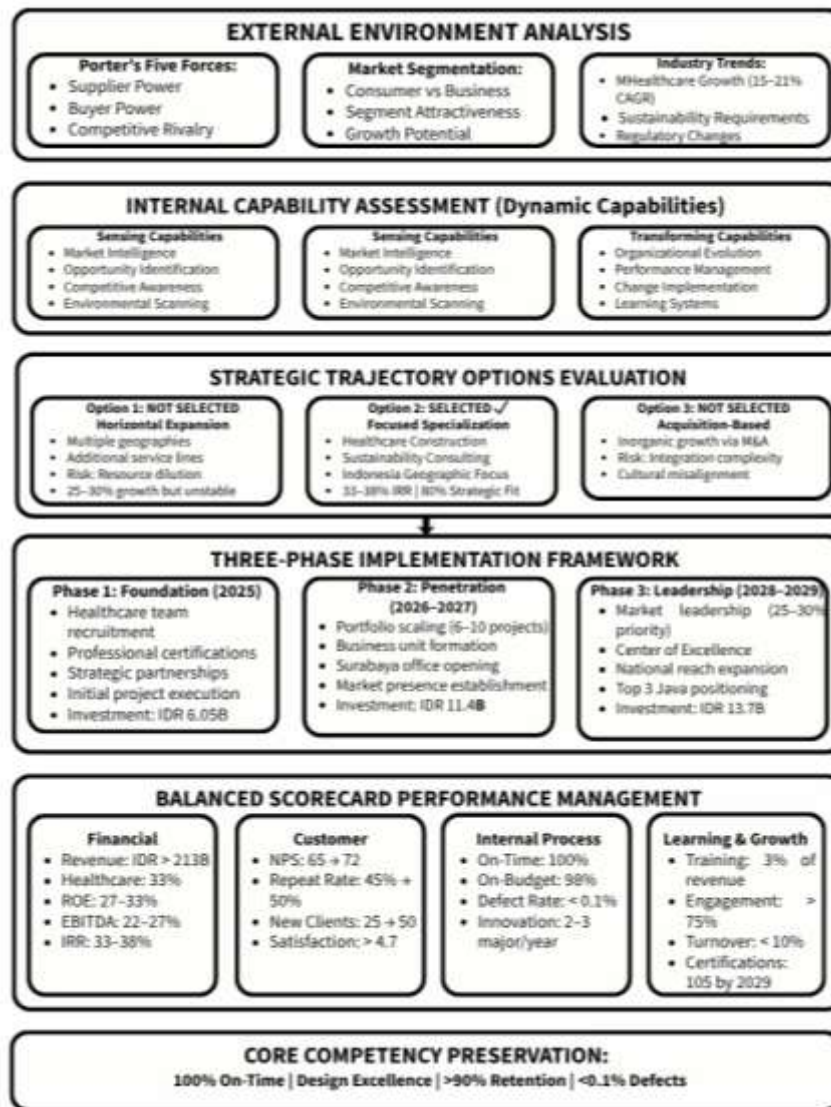 EXTERNAL ENVIRONMENT ANALYSIS
Porter's Five Forces:
• Supplier Power
• Buyer Power
• Competitive Rivalry
Market Segmentation:
• Consumer vs Business
• Segment Attractiveness
• Growth Potential
Industry Trends:
• MHealthcare Growth (15–21%
CAGR)
• Sustainability Requirements
• Regulatory Changes
INTERNAL CAPABILITY ASSESSMENT (Dynamic Capabilities)
Sensing Capabilities
• Market Intelligence
• Opportunity Identification
• Competitive Awareness
• Environmental Scanning
Sensing Capabilities
• Market Intelligence
• Opportunity Identification
• Competitive Awareness
• Environmental Scanning
Transforming Capabilities
• Organizational Evolution
• Performance Management
• Change Implementation
• Learning Systems
STRATEGIC TRAJECTORY OPTIONS EVALUATION
Option 1: NOT SELECTED
Horizontal Expansion
• Multiple geographies
• Additional service lines
• Risk: Resource dilution
• 25–30% growth but unstable
Option 2: SELECTED ✓
Focused Specialization
• Healthcare Construction
• Sustainability Consulting
• Indonesia Geographic Focus
• 33–38% IRR | 80% Strategic Fit
Option 3: NOT SELECTED
Acquisition-Based
• Inorganic growth via M&A
• Risk: Integration complexity
• Cultural misalignment
THREE-PHASE IMPLEMENTATION FRAMEWORK
Phase 1: Foundation (2025)
• Healthcare team
recruitment
• Professional certifications
• Strategic partnerships
• Initial project execution
• Investment: IDR 6.05B
Phase 2: Penetration
(2026–2027)
• Portfolio scaling (6–10 projects)
• Business unit formation
• Surabaya office opening
• Market presence establishment
• Investment: IDR 11.4B
Phase 3: Leadership (2028–2029)
• Market leadership (25–30%
priority)
• Center of Excellence
• National reach expansion
• Top 3 Java positioning
• Investment: IDR 13.7B
BALANCED SCORECARD PERFORMANCE MANAGEMENT
Financial
• Revenue: IDR > 213B
• Healthcare: 33%
• ROE: 27–33%
• EBITDA: 22–27%
• IRR: 33–38%
Customer
• NPS: 65 → 72
• Repeat Rate: 45% →
50%
• New Clients: 25 → 50
• Satisfaction: > 4.7
Internal Process
• On-Time: 100%
• On-Budget: 98%
• Defect Rate: < 0.1%
• Innovation: 2–3
major/year
Learning & Growth
• Training: 3% of
revenue
• Engagement: >
75%
• Turnover: < 10%
• Certifications:
105 by 2029
CORE COMPETENCY PRESERVATION:
100% On-Time | Design Excellence | >90% Retention | <0.1% Defects